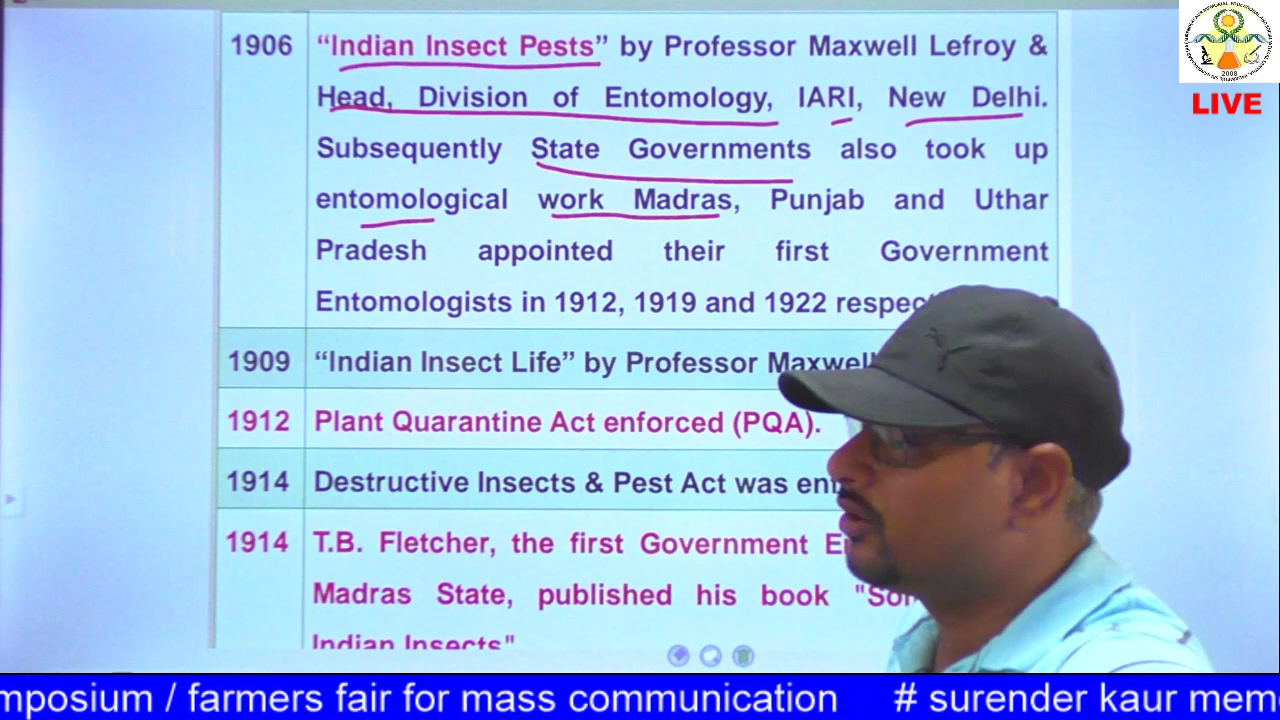 1906 “Indian Insect Pests” by Professor Maxwell Lefroy &
Head, Division of Entomology, IARI, New Delhi.
Subsequently State Governments also took up
entomological work Madras, Punjab and Uthar
Pradesh appointed their first Government
Entomologists in 1912, 1919 and 1922
1909 “Indian Insect Life” by Professor Maxwell
1912 Plant Quarantine Act enforced (PQA).
1914 Destructive Insects & Pest Act was
1914 T.B. Fletcher, the first Government
Madras State, published his book
Indian Insects"
2008
LIVE
mposium / farmers fair for mass communication # surender kaur mem